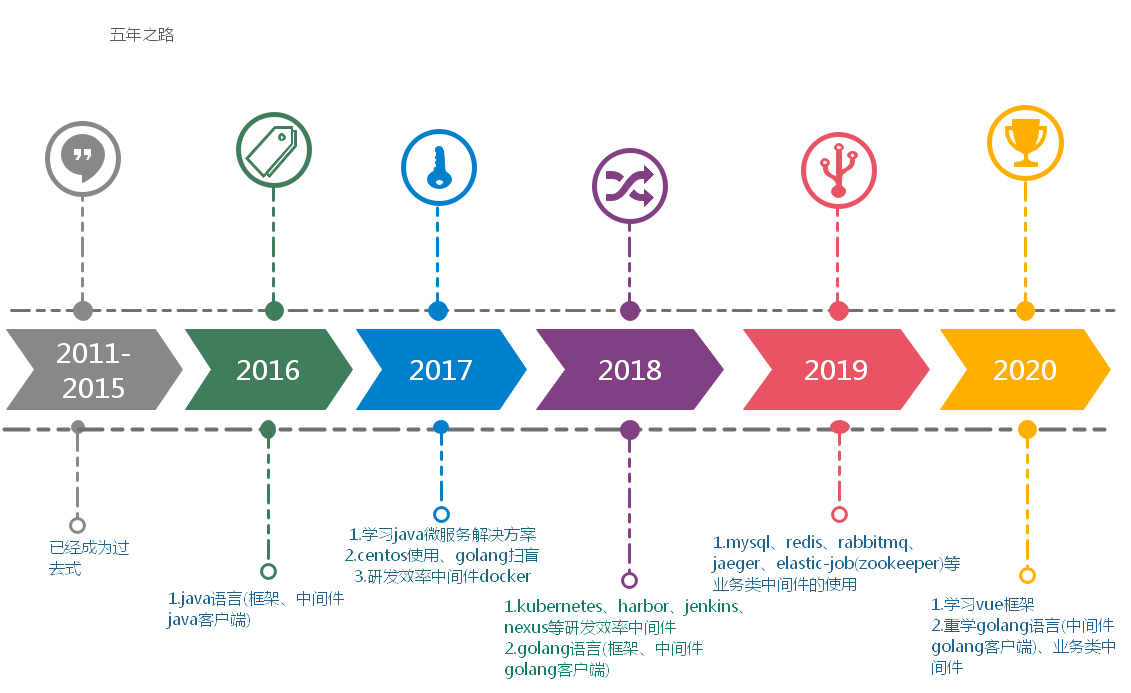 五年之路
2011-
2015
2016
2017
2018
2019
2020
已经成为过
去式
1.java语言(框架、中间件
java客户端)
1.学习java微服务解决方案
2.centos使用、golang扫盲
3.研发效率中间件docker
1.kubernetes、harbor、jenkins、
nexus等研发效率中间件
2.golang语言(框架、中间件
golang客户端)
1.mysql、redis、rabbitmq、
jaeger、elastic-job(zookeeper)等
业务类中间件的使用
1.学习vue框架
2.重学golang语言(中间件
golang客户端)、业务类中
间件